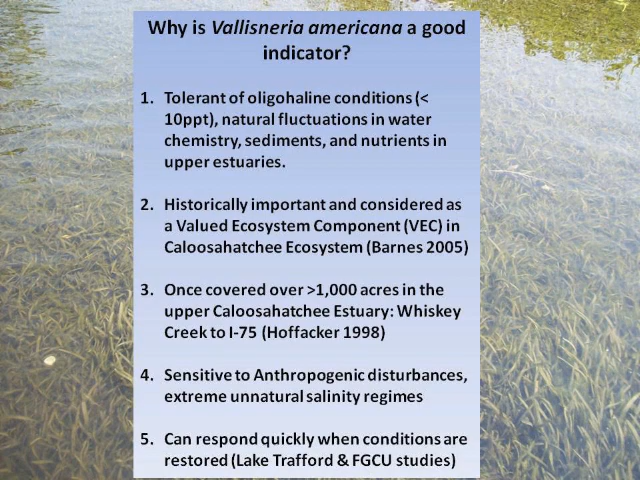 Why is Vallisneria americana a good
indicator?
1. Tolerant of oligohaline conditions (<
10ppt), natural fluctuations in water
chemistry, sediments, and nutrients in
upper estuaries.
2. Historically important and considered as
a Valued Ecosystem Component (VEC) in
Caloosahatchee Ecosystem (Barnes 2005)
3. Once covered over >1,000 acres in the
upper Caloosahatchee Estuary: Whiskey
Creek to I-75 (Hoffacker 1998)
4. Sensitive to Anthropogenic disturbances,
extreme unnatural salinity regimes
5. Can respond quickly when conditions are
restored (Lake Trafford & FGCU studies)